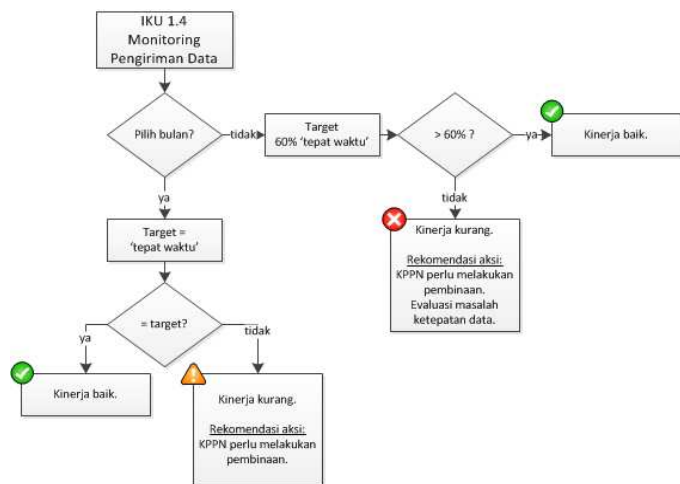 IKU 1.4
Monitoring
Pengiriman Data
Pilih bulan?
tidak
Target
60% 'tepat waktu'
> 60% ?
ya
Kinerja baik.
tidak
Kinerja kurang.
Rekomendasi aksi:
KPPN perlu melakukan
pembinaan.
Evaluasi masalah
ketepatan data.
ya
Target =
'tepat waktu'
= target?
ya
tidak
Kinerja baik.
Kinerja kurang.
Rekomendasi aksi:
KPPN perlu melakukan
pembinaan.